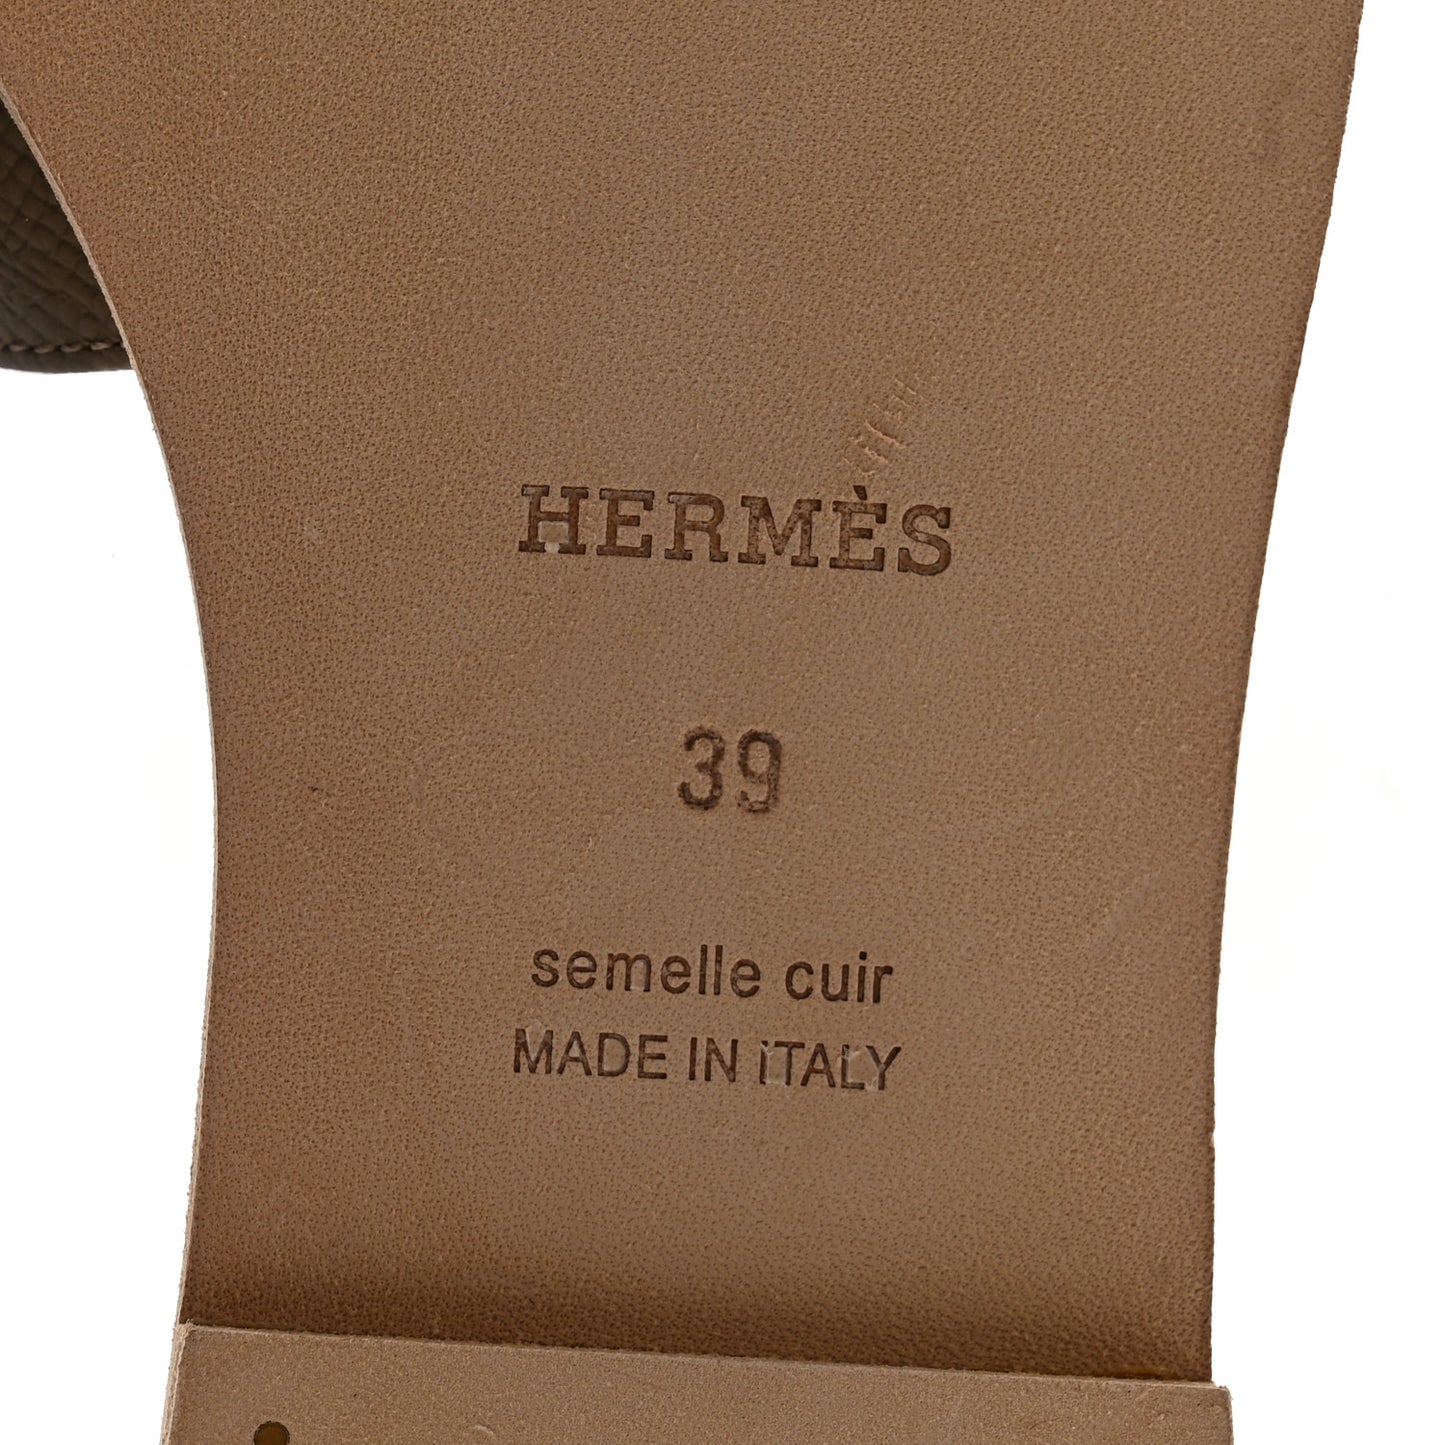 HERMÈS
39
semelle cuir
MADE IN ITALY